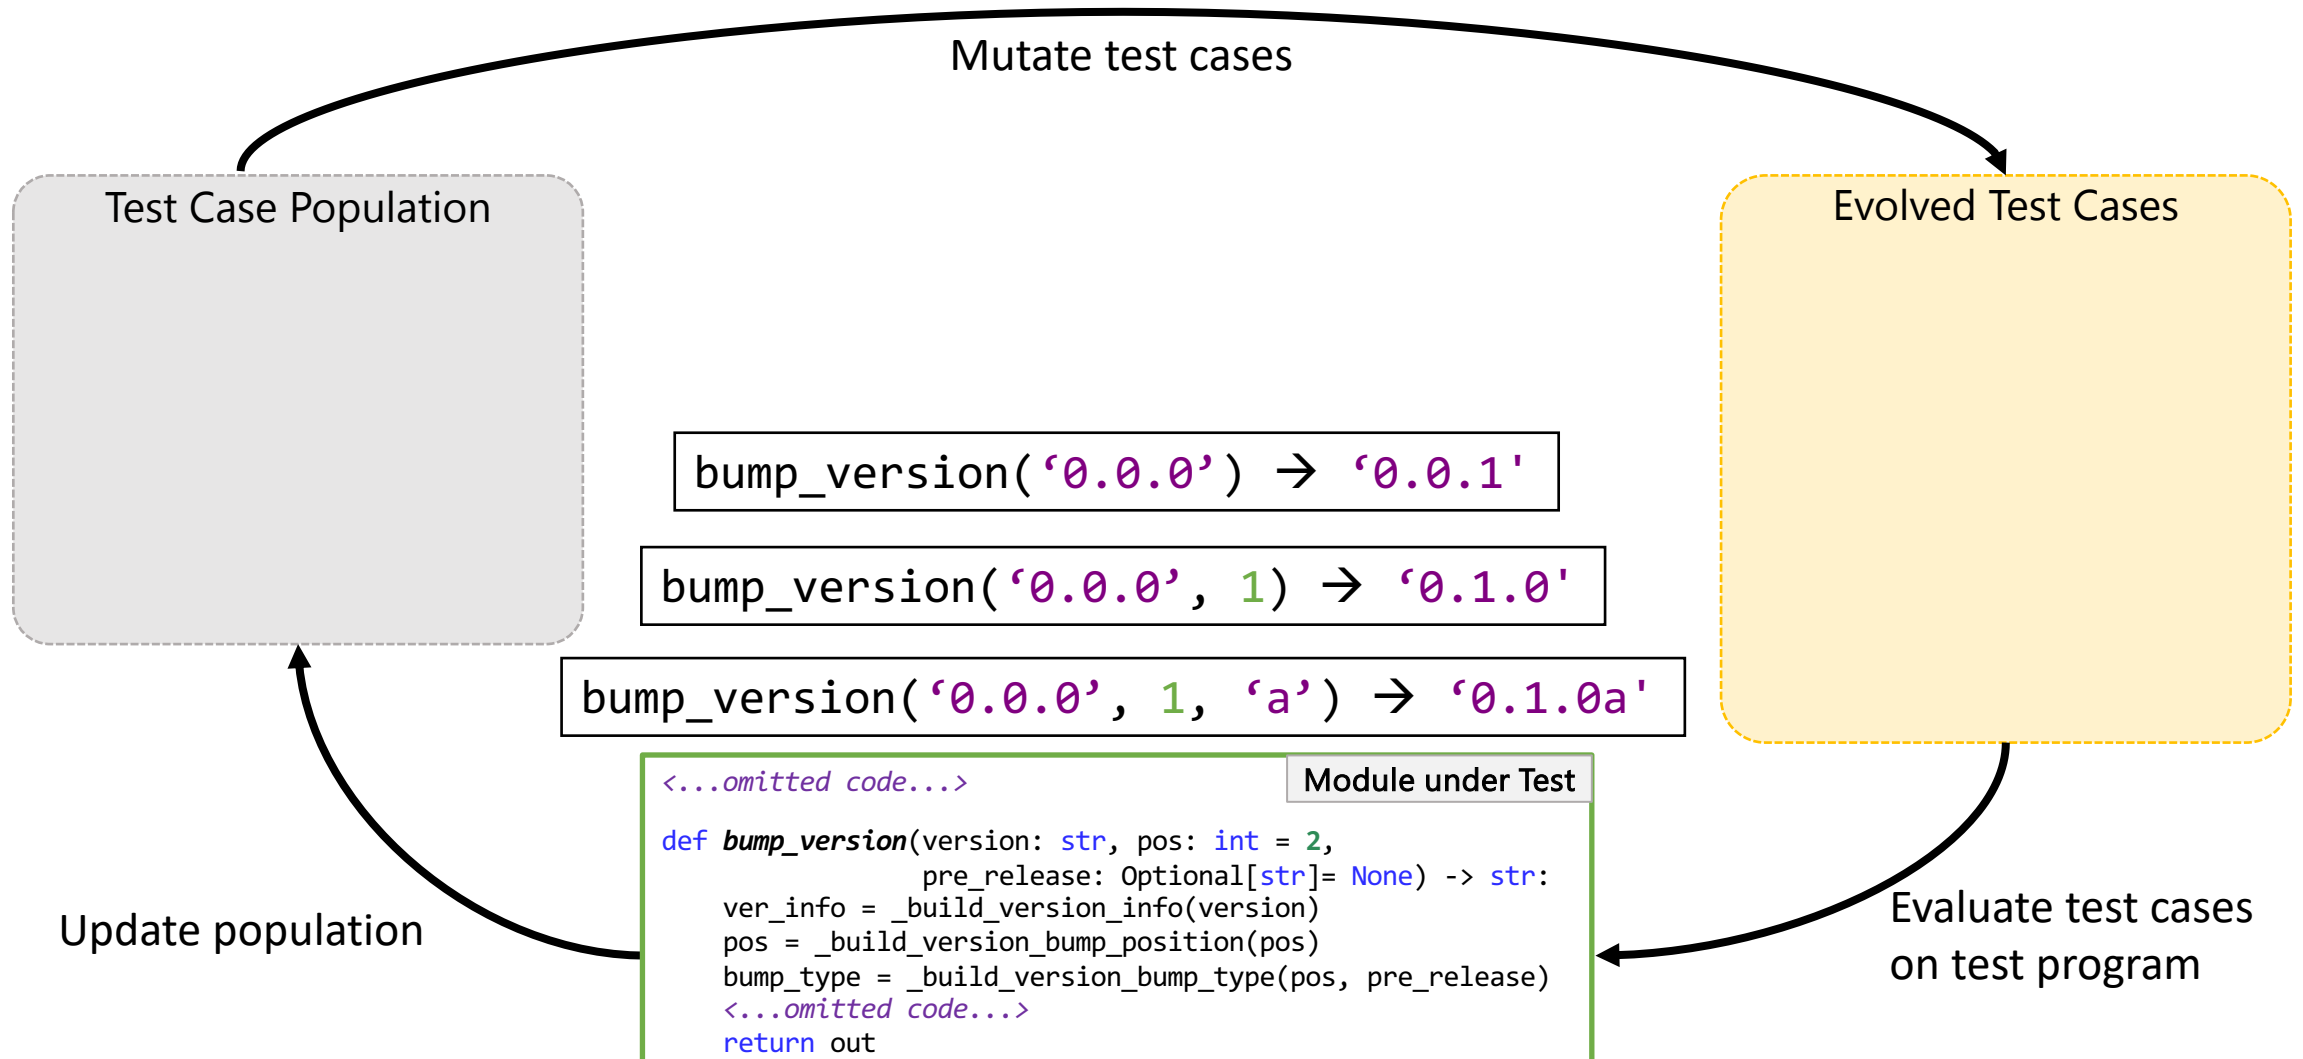 Mutate test cases
Test Case Population
Evolved Test Cases
bump_version(‘0.0.0’) → ‘0.0.1'
bump_version(‘0.0.0’, 1) → ‘0.1.0'
bump_version(‘0.0.0’, 1, ‘a’) → ‘0.1.0a'
<...omitted code...>
Module under Test
def bump_version(version: str, pos: int = 2,
pre_release: Optional[str]= None) -> str:
ver_info = _build_version_info(version)
pos = _build_version_bump_position(pos)
bump_type = _build_version_bump_type(pos, pre_release)
<...omitted code...>
return out
Update population
Evaluate test cases
on test program